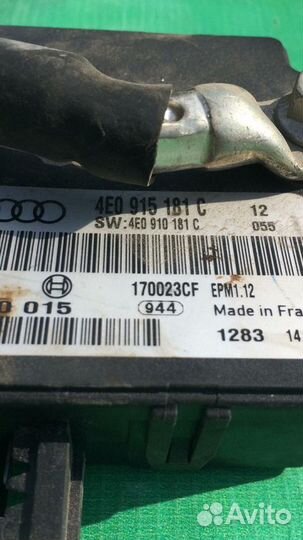 4E0 915 181 C 12
SW:4E0 910 181 C 055
170023CF EPM1.12
0 015 944 Made in Fra
1283 14
Avito